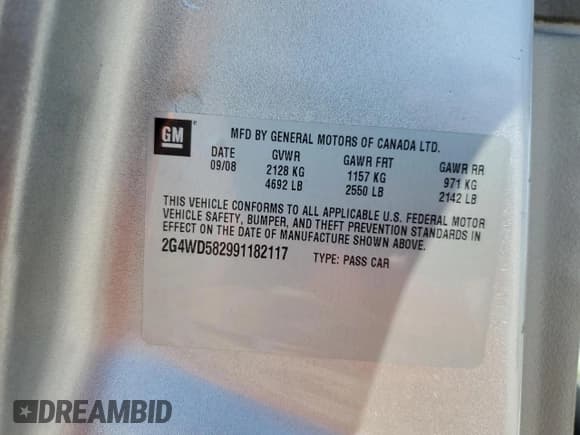 GM ®
MFD BY GENERAL MOTORS OF CANADA LTD.
DATE GVWR GAWR FRT GAWR RR
09/08 2128 KG 1157 KG 971 KG
4692 LB 2550 LB 2142 LB
THIS VEHICLE CONFORMS TO ALL APPLICABLE U.S. FEDERAL MOTOR
VEHICLE SAFETY, BUMPER, AND THEFT PREVENTION STANDARDS IN
EFFECT ON THE DATE OF MANUFACTURE SHOWN ABOVE.
2G4WD582991182117 TYPE: PASS CAR
DREAMBID